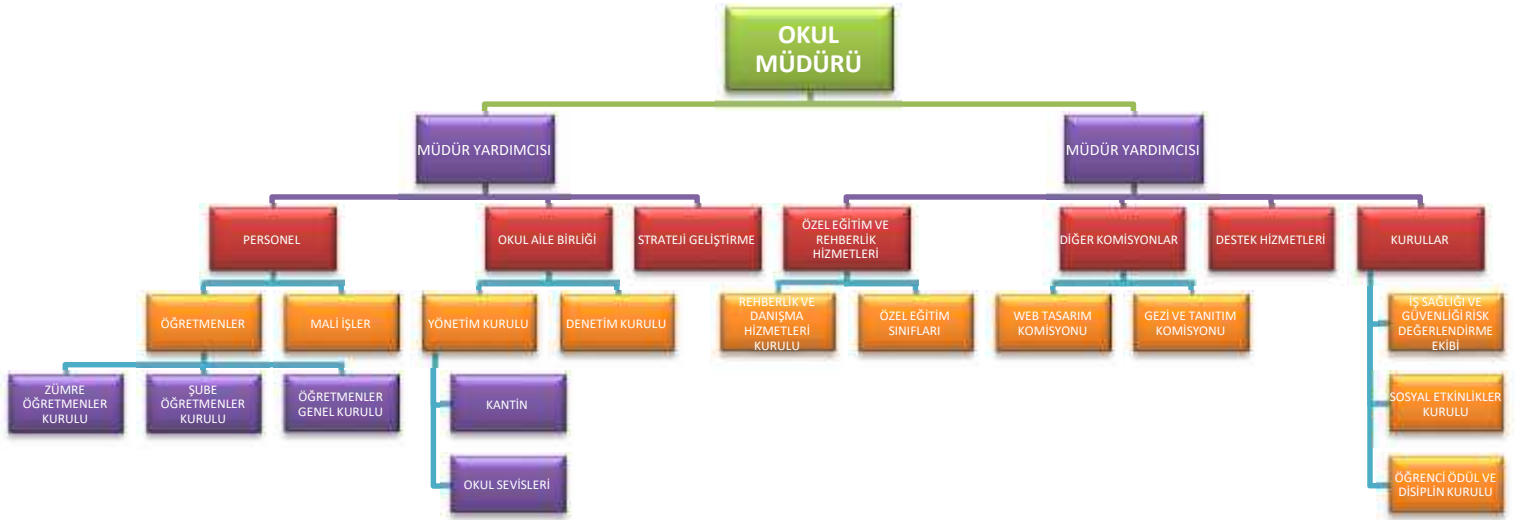 OKUL
MÜDÜRÜ
MÜDÜR YARDIMCISI
MÜDÜR YARDIMCISI
PERSONEL
OKUL AİLE BİRLİĞİ
STRATEJİ GELİŞTİRME
ÖZEL EĞİTİM VE
REHBERLİK
HİZMETLERİ
DİĞER KOMİSYONLAR
DESTEK HİZMETLERİ
KURULLAR
ÖĞRETMENLER
MALİ İŞLER
YÖNETİM KURULU
DENETİM KURULU
REHBERLİK VE
DANIŞMA
HİZMETLERİ
KURULU
ÖZEL EĞİTİM
SINIFLARI
WEB TASARIM
KOMİSYONU
GEZİ VE TANITIM
KOMİSYONU
İŞ SAĞLIĞI VE
GÜVENLİĞİ RİSK
DEĞERLENDİRME
EKİBİ
ZÜMRE
ÖĞRETMENLER
KURULU
ŞUBE
ÖĞRETMENLER
KURULU
ÖĞRETMENLER
GENEL KURULU
KANTİN
SOSYAL ETKİNLİKLER
KURULU
OKUL SEVİSLERİ
ÖĞRENCİ ÖDÜL VE
DİSİPLİN KURULU